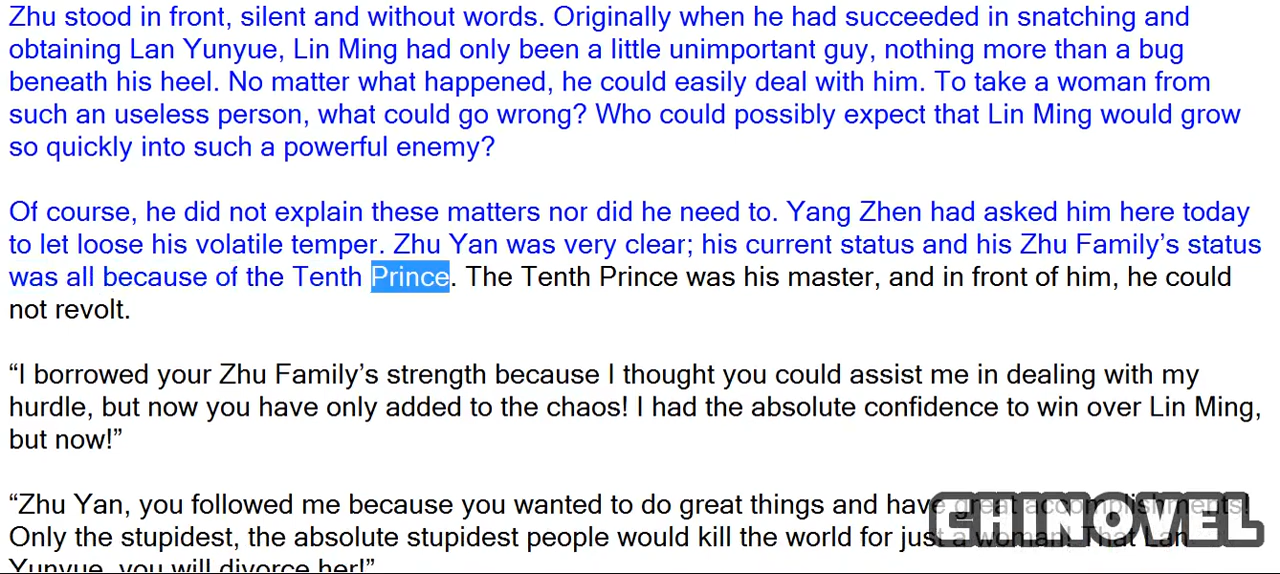 Zhu stood in front, silent and without words. Originally when he had succeeded in snatching and
obtaining Lan Yunyue, Lin Ming had only been a little unimportant guy, nothing more than a bug
beneath his heel. No matter what happened, he could easily deal with him. To take a woman from
such an useless person, what could go wrong? Who could possibly expect that Lin Ming would grow
so quickly into such a powerful enemy?
Of course, he did not explain these matters nor did he need to. Yang Zhen had asked him here today
to let loose his volatile temper. Zhu Yan was very clear; his current status and his Zhu Family’s status
was all because of the Tenth Prince. The Tenth Prince was his master, and in front of him, he could
not revolt.
“I borrowed your Zhu Family’s strength because I thought you could assist me in dealing with my
hurdle, but now you have only added to the chaos! I had the absolute confidence to win over Lin Ming,
but now!”
“Zhu Yan, you followed me because you wanted to do great things and have great accomplishments!
Only the stupidest, the absolute stupidest people would kill the world for just a woman! That Lan
Yunyue, you will divorce her!”
CHINOVEL